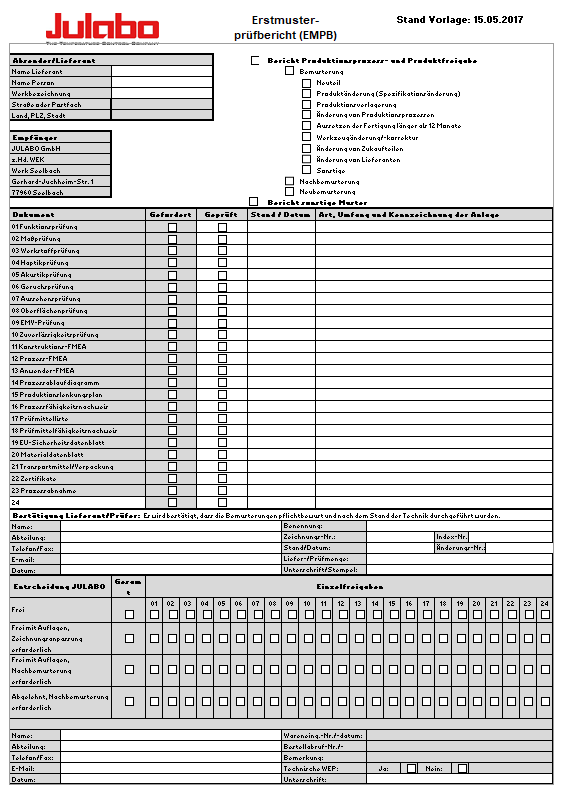 Julabo
THE TEMPERATURE CONTROL COMPANY
Erstmuster-
prüfbericht (EMPB)
Stand Vorlage: 15.05.2017
Absender/Lieferant
Name Lieferant
Name Person
Werkbezeichnung
Straße oder Postfach
Land, PLZ, Stadt
Empfänger
JULABO GmbH
z.Hd. WEK
Werk Seelbach
Gerhard-Juchheim-Str. 1
77960 Seelbach
Bericht Produktionsprozess- und Produktfreigabe
Bemusterung
Neuteil
Produktänderung (Spezifikationsänderung)
Produktionsverlagerung
Änderung von Produktionsprozessen
Aussetzen der Fertigung länger als 12 Monate
Werkzeugänderung/-korrektur
Änderung von Zukaufteilen
Änderung von Lieferanten
Sonstige
Nachbemusterung
Neubemusterung
Bericht sonstige Muster
Dokument Gefordert Geprüft Stand / Datum Art, Umfang und Kennzeichnung der Anlage
01 Funktionsprüfung
02 Maßprüfung
03 Werkstoffprüfung
04 Haptikprüfung
05 Akustikprüfung
06 Geruchsprüfung
07 Aussehensprüfung
08 Oberflächenprüfung
09 EMV-Prüfung
10 Zuverlässigkeitsprüfung
11 Konstruktions-FMEA
12 Prozess-FMEA
13 Anwender-FMEA
14 Prozessablaufdiagramm
15 Produktionslenkungsplan
16 Prozessfähigkeitsnachweis
17 Prüfmittelliste
18 Prüfmittelfähigkeitsnachweis
19 EU-Sicherheitsdatenblatt
20 Materialdatenblatt
21 Transportmittel/Verpackung
22 Zertifikate
23 Prozessabnahme
24
Bestätigung Lieferant/Prüfer: Es wird bestätigt, dass die Bemusterungen pflichtbewusst und nach dem Stand der Technik durchgeführt wurden.
Name: Benennung:
Abteilung: Zeichnungs-Nr.: Index-Nr.
Telefon/Fax: Stand/Datum: Änderungs-Nr.:
E-mail: Liefer-/Prüfmenge:
Datum: Unterschrift/Stempel:
Entscheidung JULABO Gesam
t
Einzelfreigaben
01 02 03 04 05 06 07 08 09 10 11 12 13 14 15 16 17 18 19 20 21 22 23 24
Frei
Frei mit Auflagen,
Zeichnungsanpassung
erforderlich
Frei mit Auflagen,
Nachbemusterung
erforderlich
Abgelehnt, Nachbemusterung
erforderlich
Name: Wareneing.-Nr./-datum:
Abteilung: Bestellabruf-Nr./-
Telefon/Fax: Bemerkung:
E-Mail: Technische WEP: Ja: Nein:
Datum: Unterschrift: